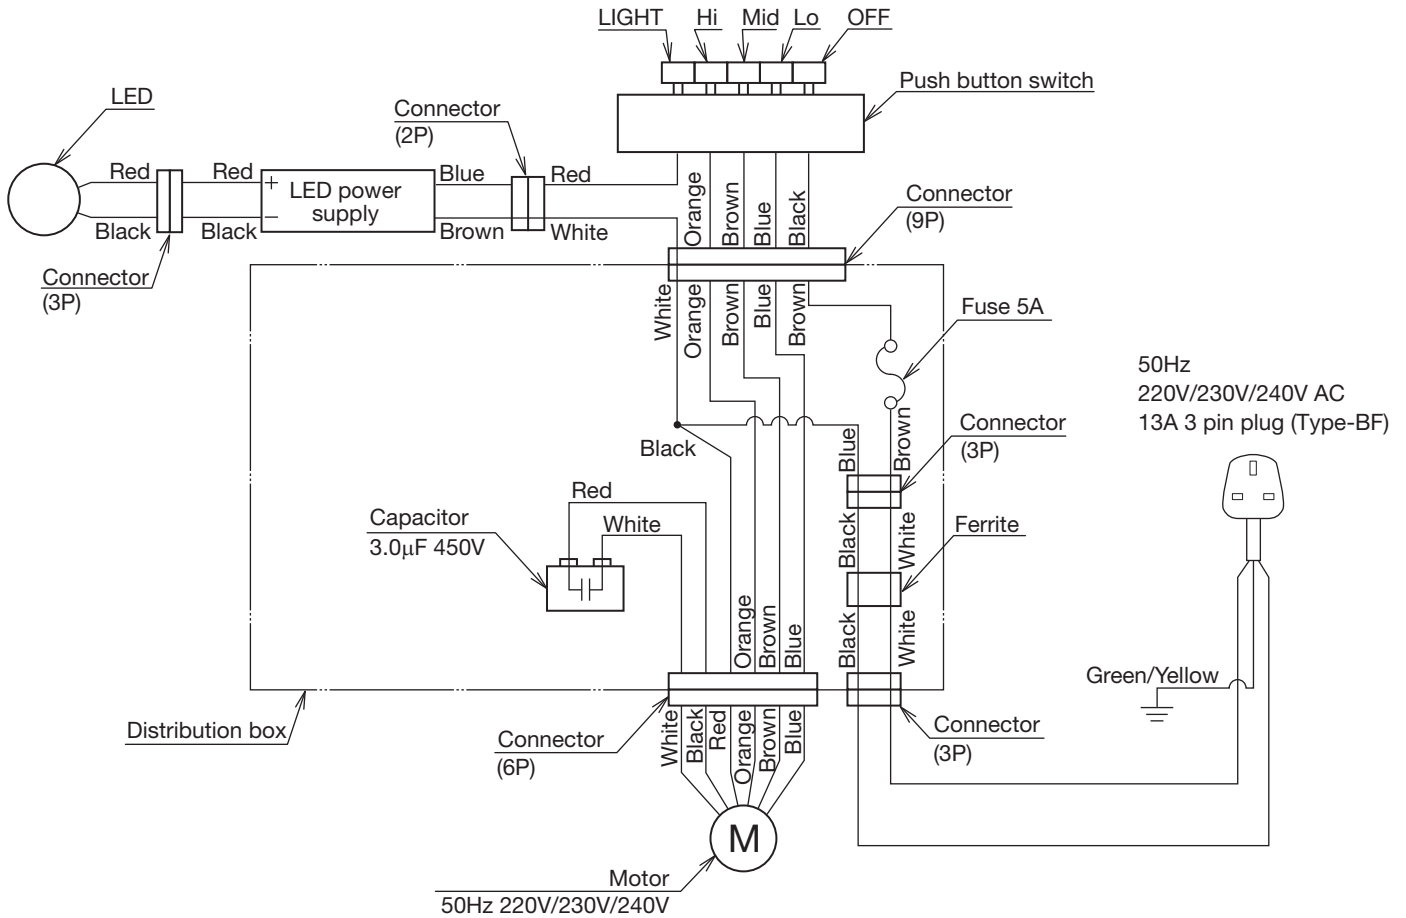 LIGHT Hi Mid Lo OFF
Push button switch
LED
Connector
(2P)
Red Red
+
LED power
supply
−
Blue
Red
Black Black
Brown
White
Connector
(3P)
Orange
Brown
Blue
Black
Connector
(9P)
White
Orange
Brown
Blue
Brown
Fuse 5A
50Hz
220V/230V/240V AC
13A 3 pin plug (Type-BF)
Black
Blue
Brown
Connector
(3P)
Red
White
Capacitor
3.0μF 450V
Black
White
Ferrite
Orange
Brown
Blue
Black
White
Green/Yellow
Distribution box
Connector
(6P)
White
Black
Red
Orange
Brown
Blue
Connector
(3P)
M
Motor
50Hz 220V/230V/240V